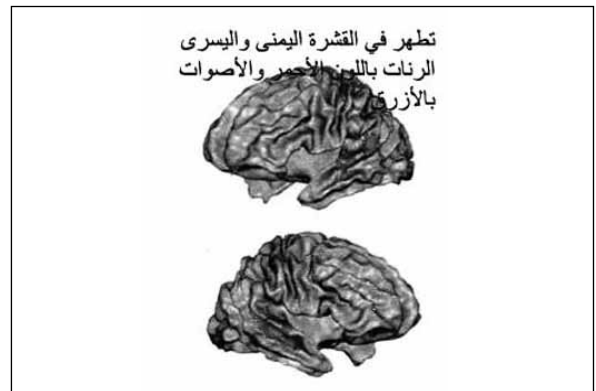 تطهر في القشرة اليمنى واليسرى
الرنات باللون الأحمر والأصوات
بالأزرق